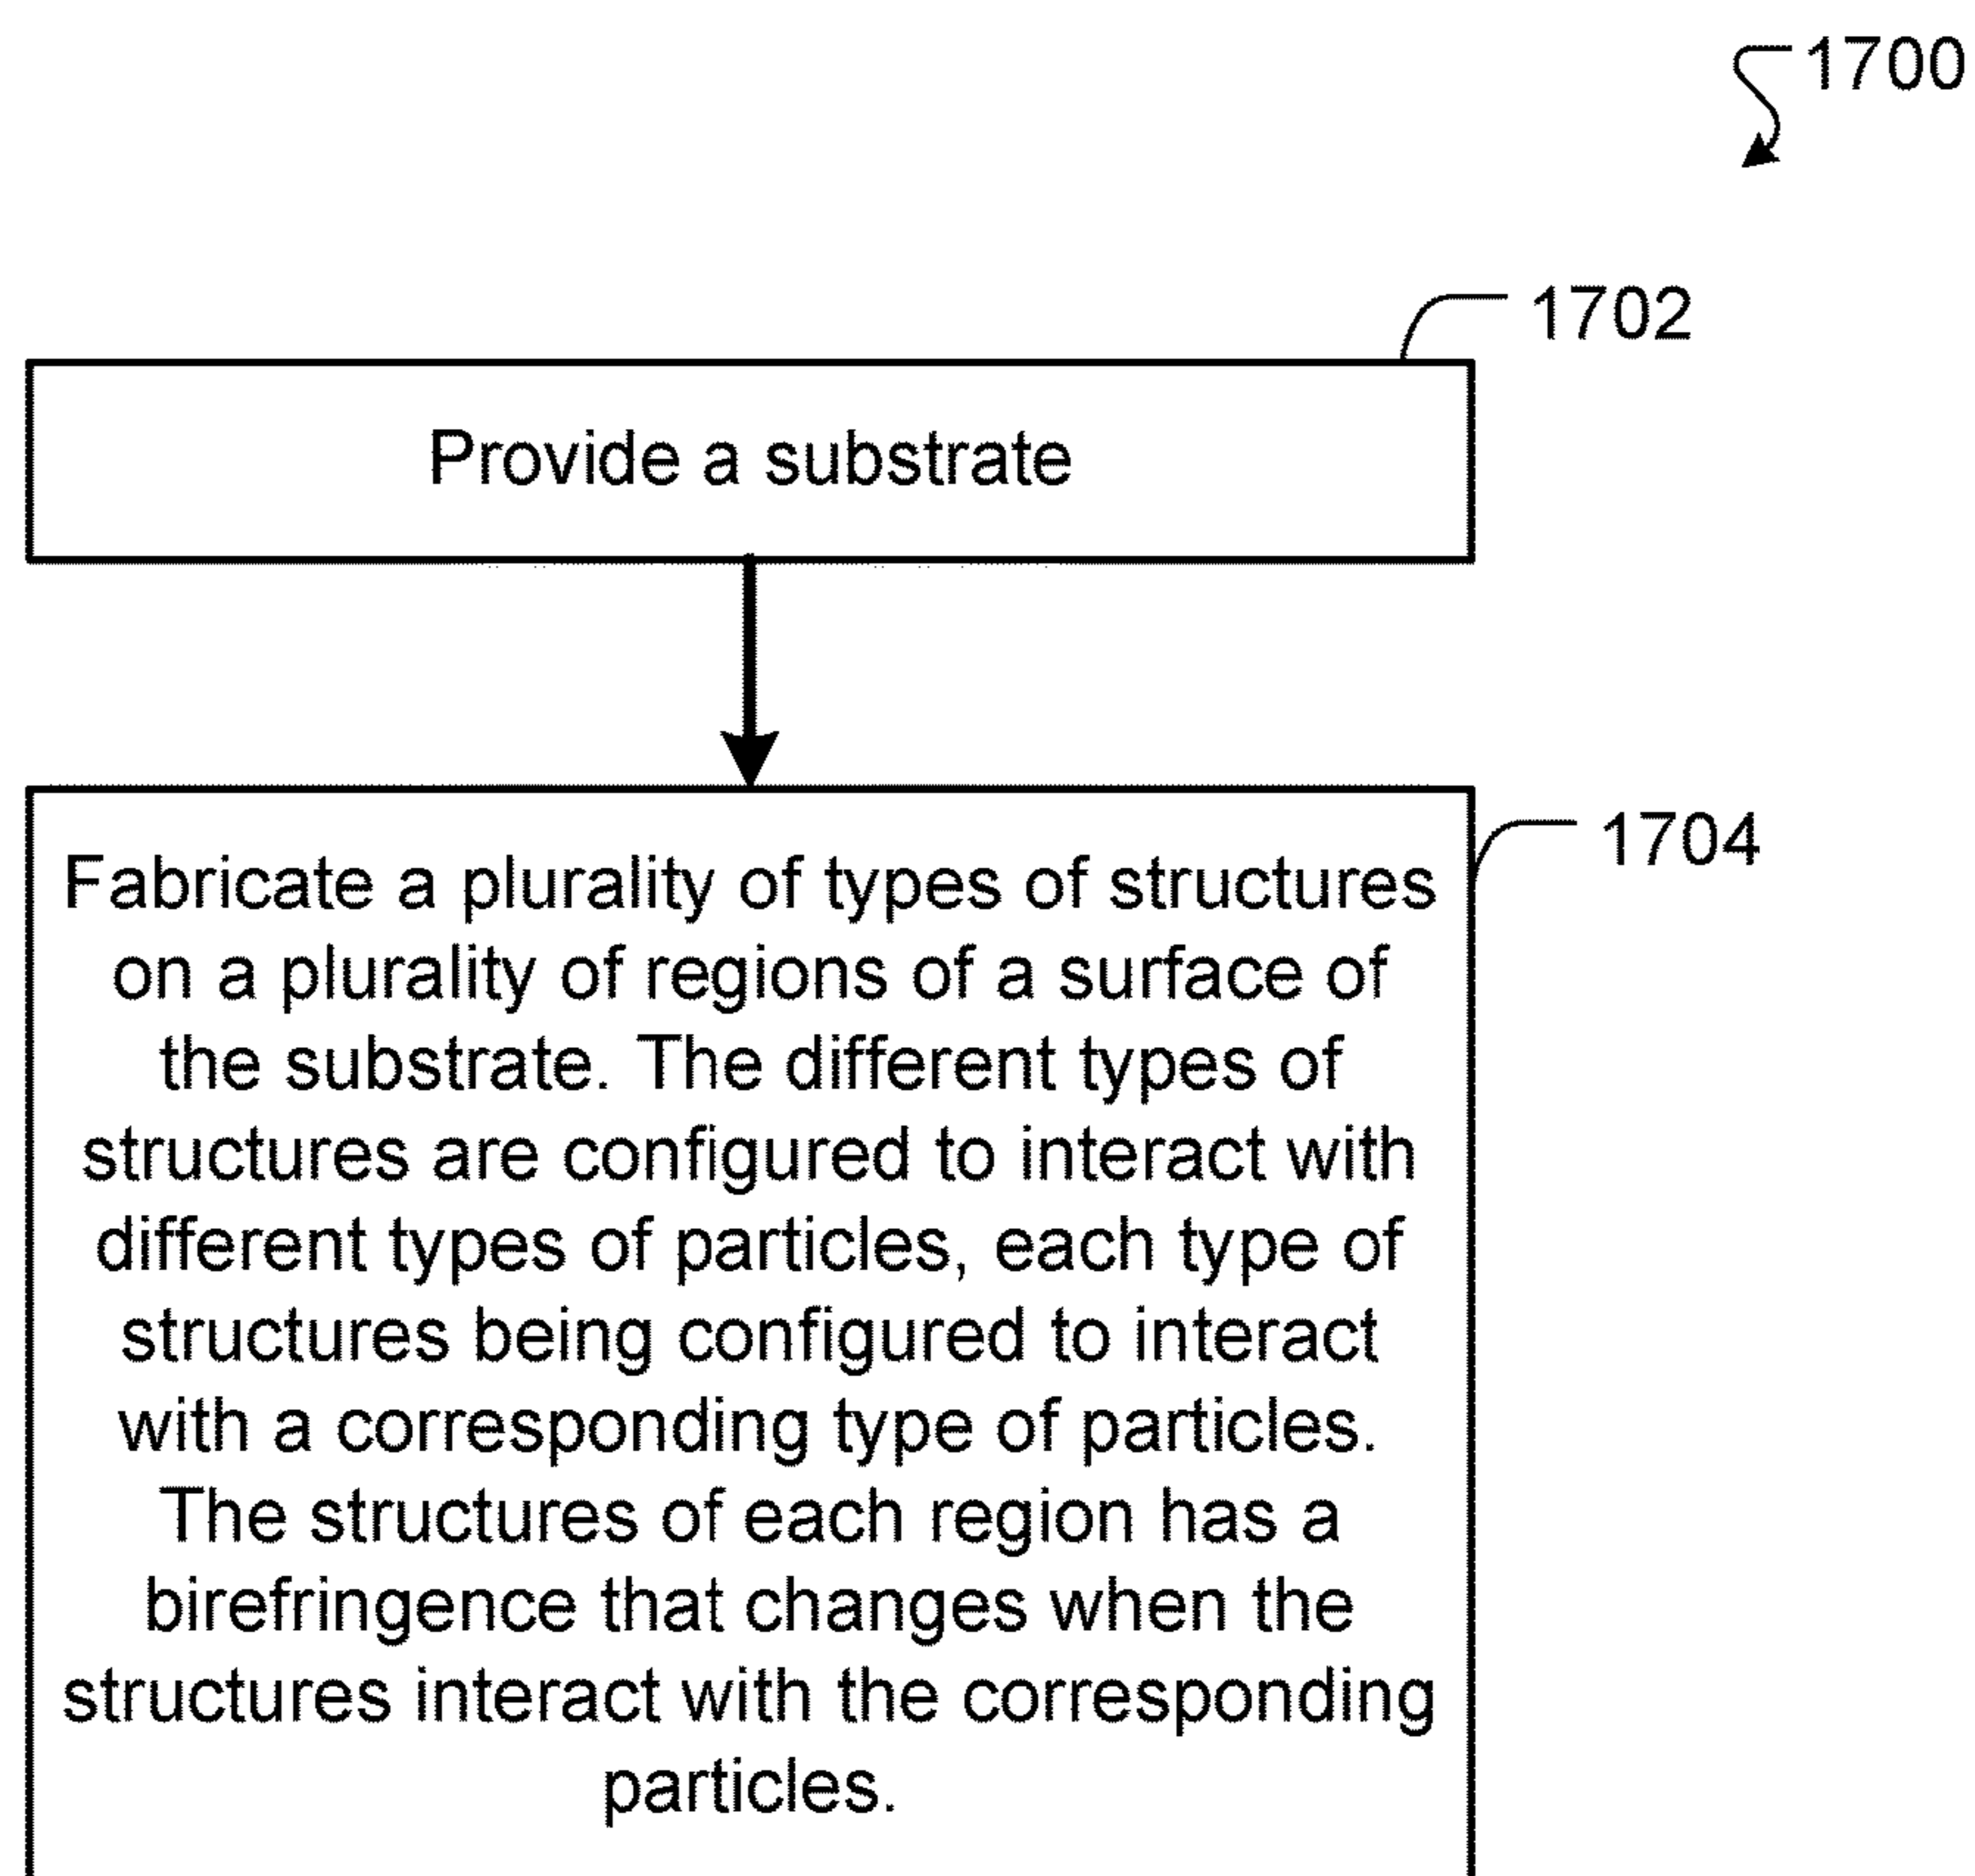 1700
1702
Provide a substrate
1704
Fabricate a plurality of types of structures
on a plurality of regions of a surface of
the substrate. The different types of
structures are configured to interact with
different types of particles, each type of
structures being configured to interact
with a corresponding type of particles.
The structures of each region has a
birefringence that changes when the
structures interact with the corresponding
particles.